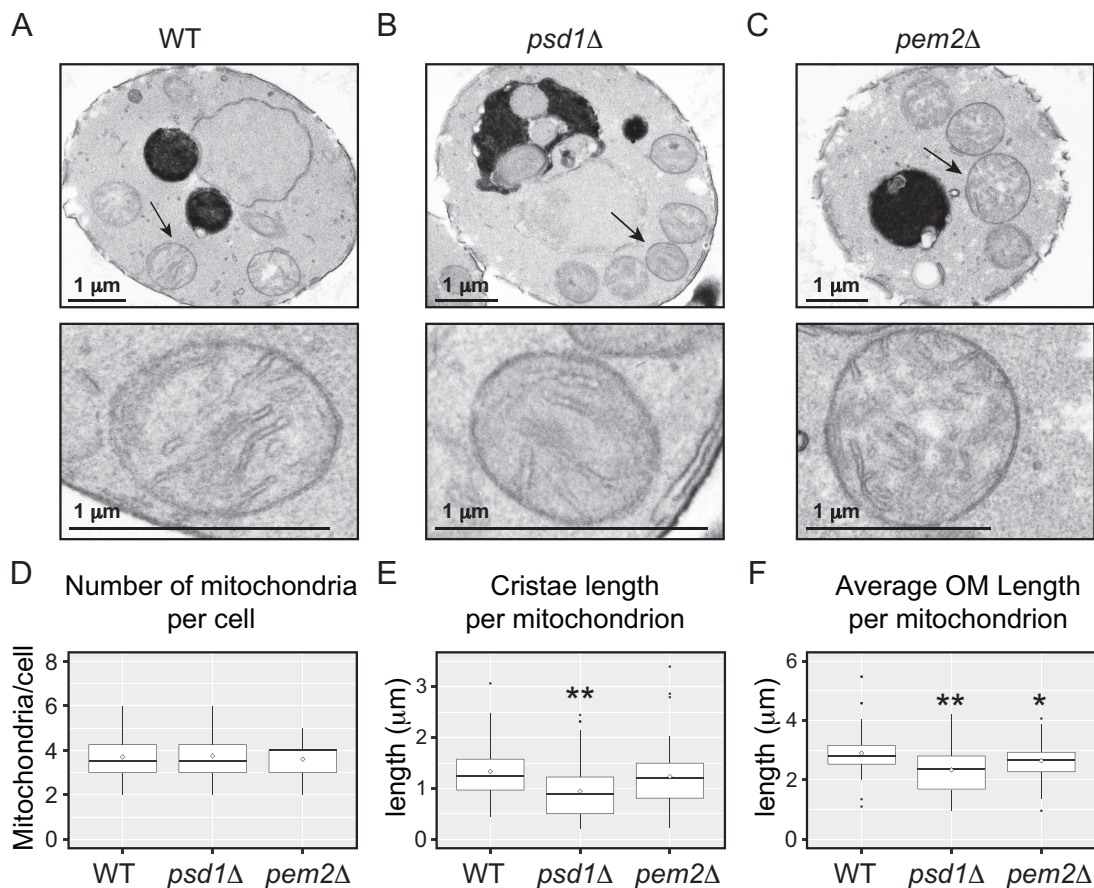 A
WT
B
psd1Δ
C
pem2Δ
1 μm
1 μm
1 μm
1 μm
1 μm
1 μm
D
Number of mitochondria
per cell
Mitochondria/cell
8
6
4
2
0
WT
psd1Δ
pem2Δ
E
Cristae length
per mitochondrion
length (μm)
3
2
1
0
**
WT
psd1Δ
pem2Δ
F
Average OM Length
per mitochondrion
length (μm)
6
4
2
0
**
*
WT
psd1Δ
pem2Δ